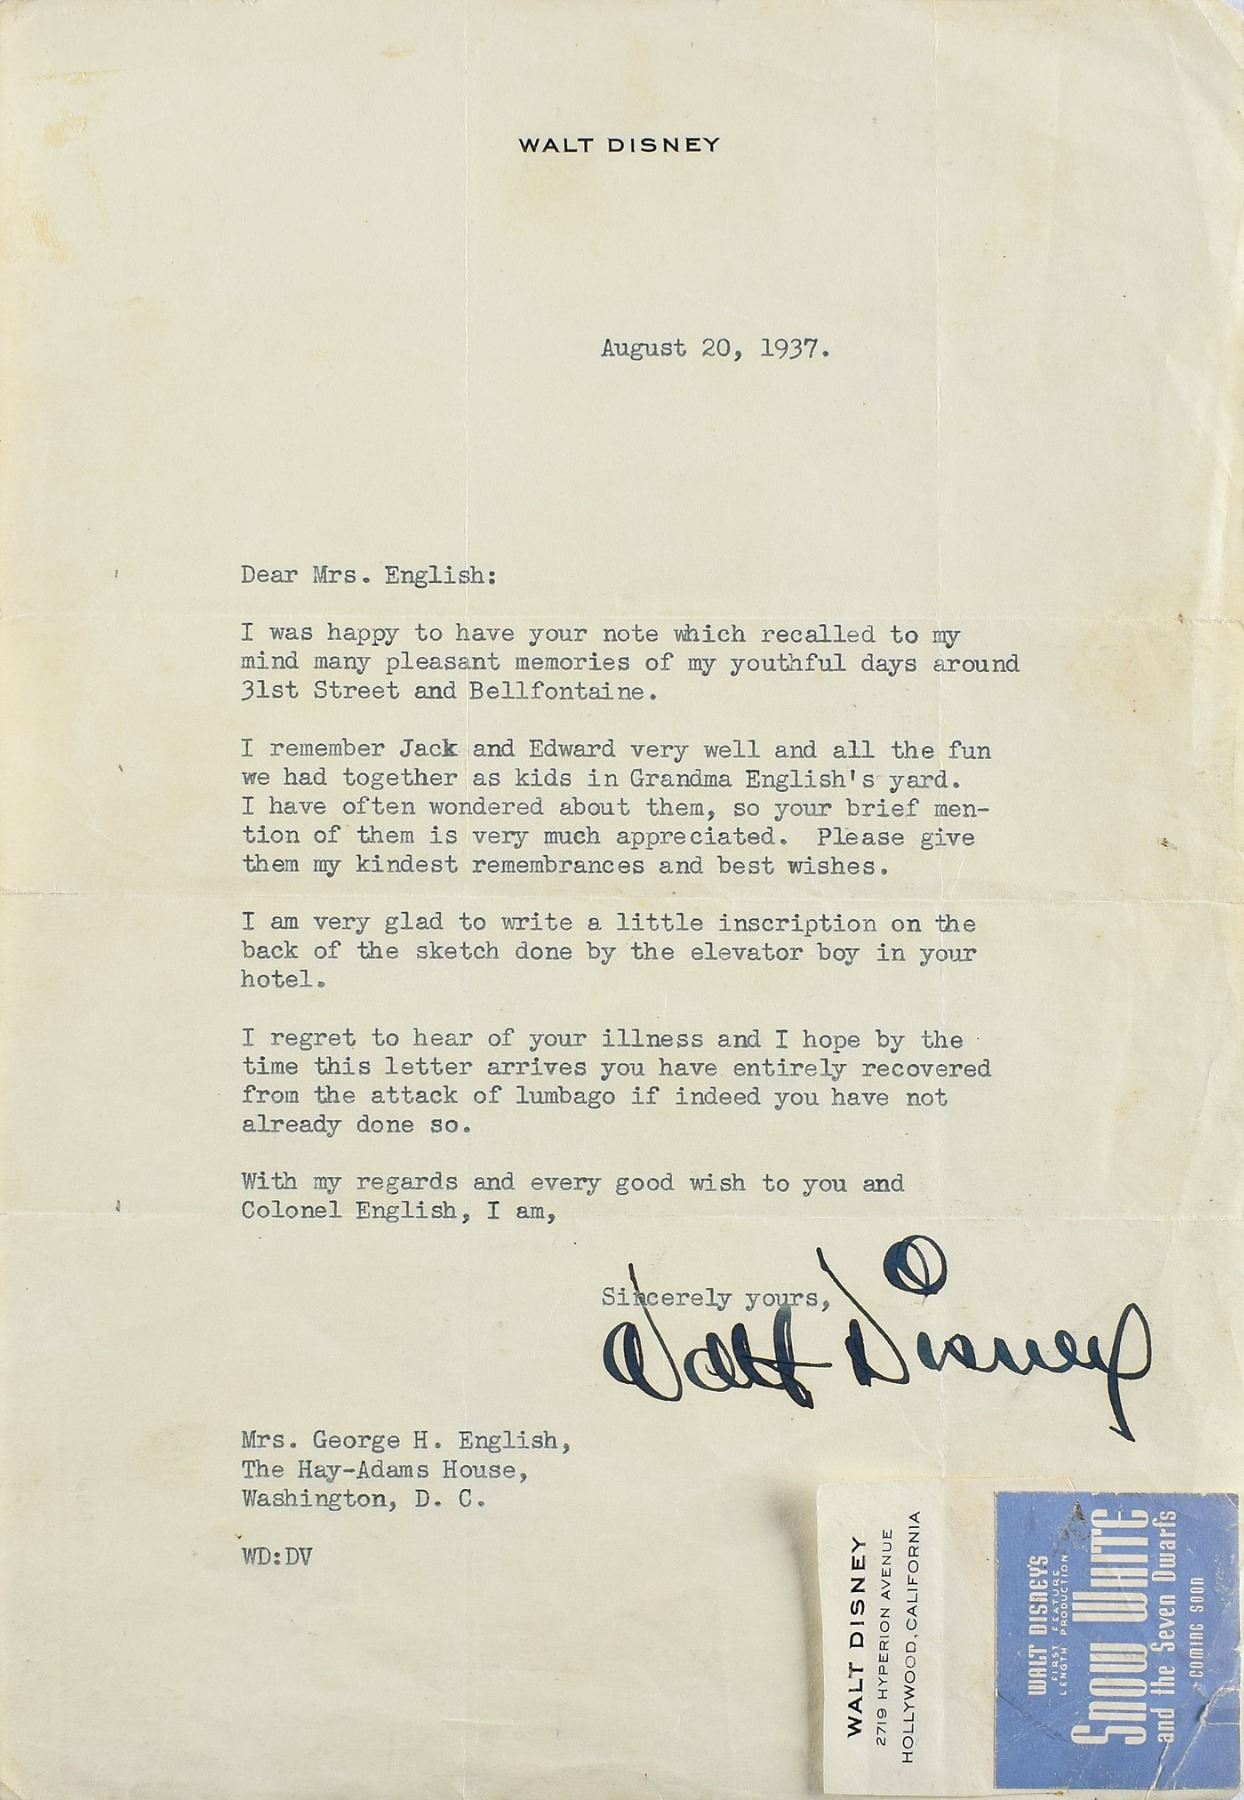 WALT DISNEY
August 20, 1937.
Dear Mrs. English:
I was happy to have your note which recalled to my
mind many pleasant memories of my youthful days around
31st Street and Bellfontaine.
I remember Jack and Edward very well and all the fun
we had together as kids in Grandma English's yard.
I have often wondered about them, so your brief men-
tion of them is very much appreciated. Please give
them my kindest remembrances and best wishes.
I am very glad to write a little inscription on the
back of the sketch done by the elevator boy in your
hotel.
I regret to hear of your illness and I hope by the
time this letter arrives you have entirely recovered
from the attack of lumbago if indeed you have not
already done so.
With my regards and every good wish to you and
Colonel English, I am,
Sincerely yours,
Walt Disney
Mrs. George H. English,
The Hay-Adams House,
Washington, D. C.
WD:DV
WALT DISNEY
2719 HYPERION AVENUE
HOLLYWOOD, CALIFORNIA
WALT DISNEY'S
FIRST FEATURE
LENGTH PRODUCTION
SNOW WHITE
and the Seven Dwarfs
COMING SOON